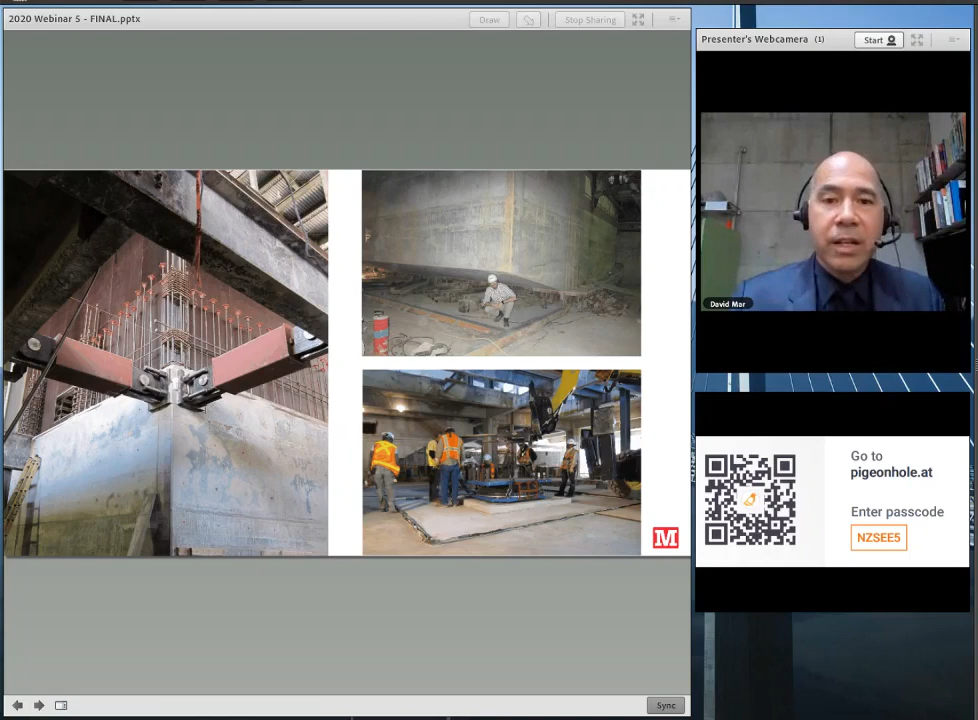 2020 Webinar 5 - FINAL.pptx
Draw
Stop Sharing
Presenter's Webcamera (1)
Start
David Mar
Go to
pigeonhole.at
Enter passcode
NZSEE5
M
Sync